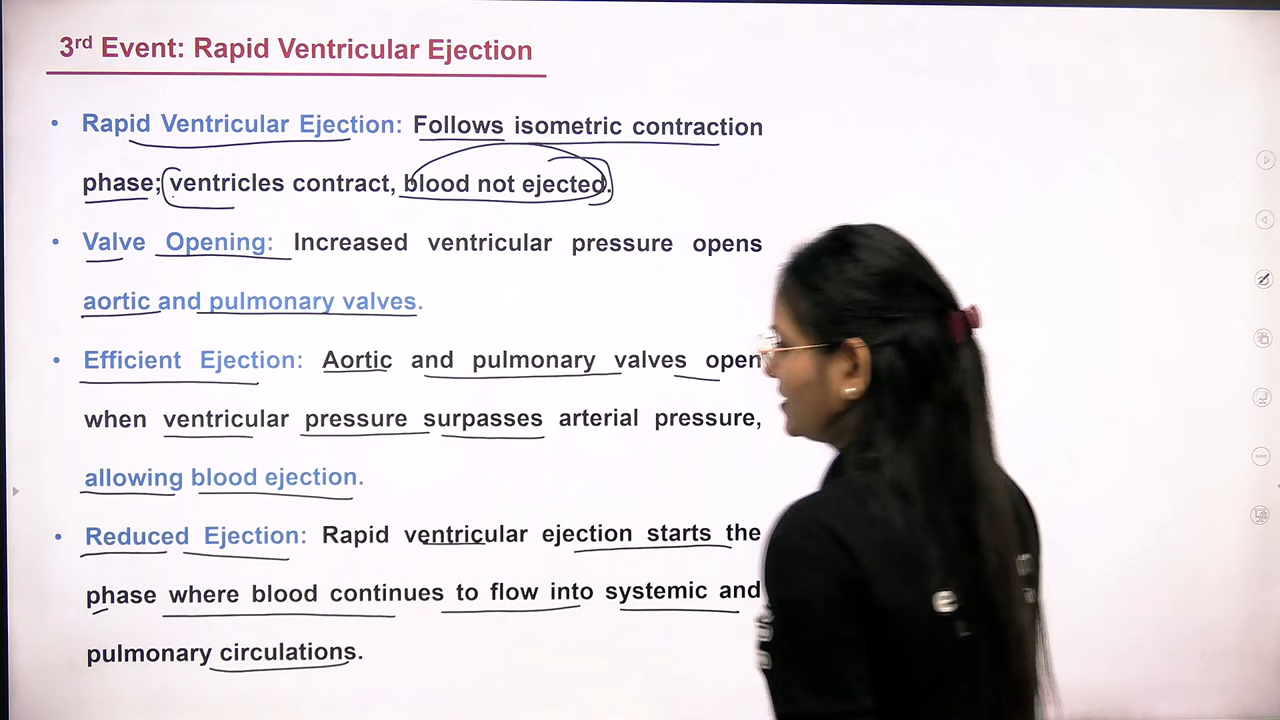 3rd Event: Rapid Ventricular Ejection
• Rapid Ventricular Ejection: Follows isometric contraction
phase; ventricles contract, blood not ejected.
• Valve Opening: Increased ventricular pressure opens
aortic and pulmonary valves.
• Efficient Ejection: Aortic and pulmonary valves open
when ventricular pressure surpasses arterial pressure,
allowing blood ejection.
• Reduced Ejection: Rapid ventricular ejection starts the
phase where blood continues to flow into systemic and
pulmonary circulations.